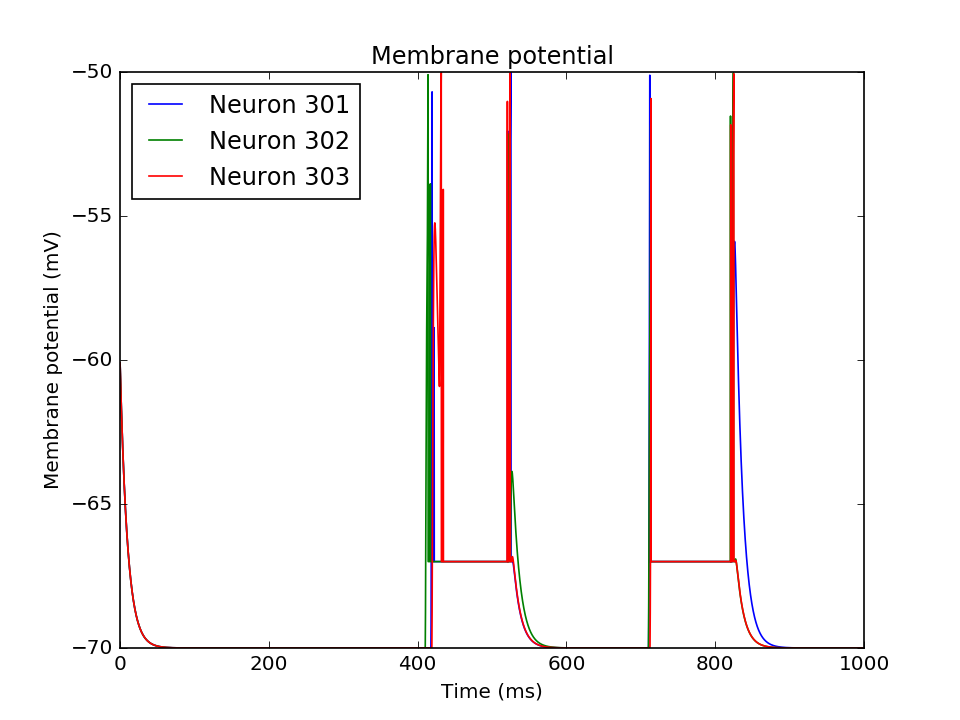 Membrane potential
Neuron 301
Neuron 302
Neuron 303
Membrane potential (mV)
−50
−55
−60
−65
−70
0 200 400 600 800 1000
Time (ms)